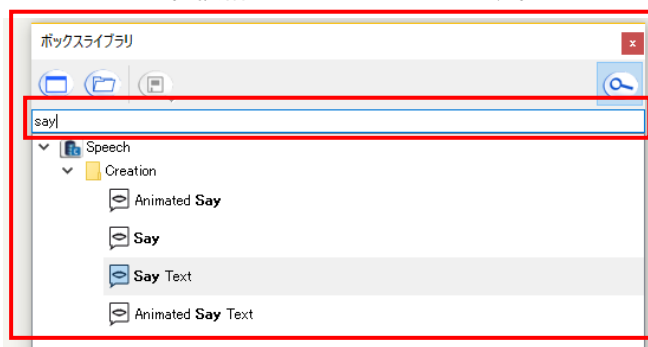 ボックスライブラリ
x
say
Speech
Creation
Animated Say
Say
Say Text
Animated Say Text